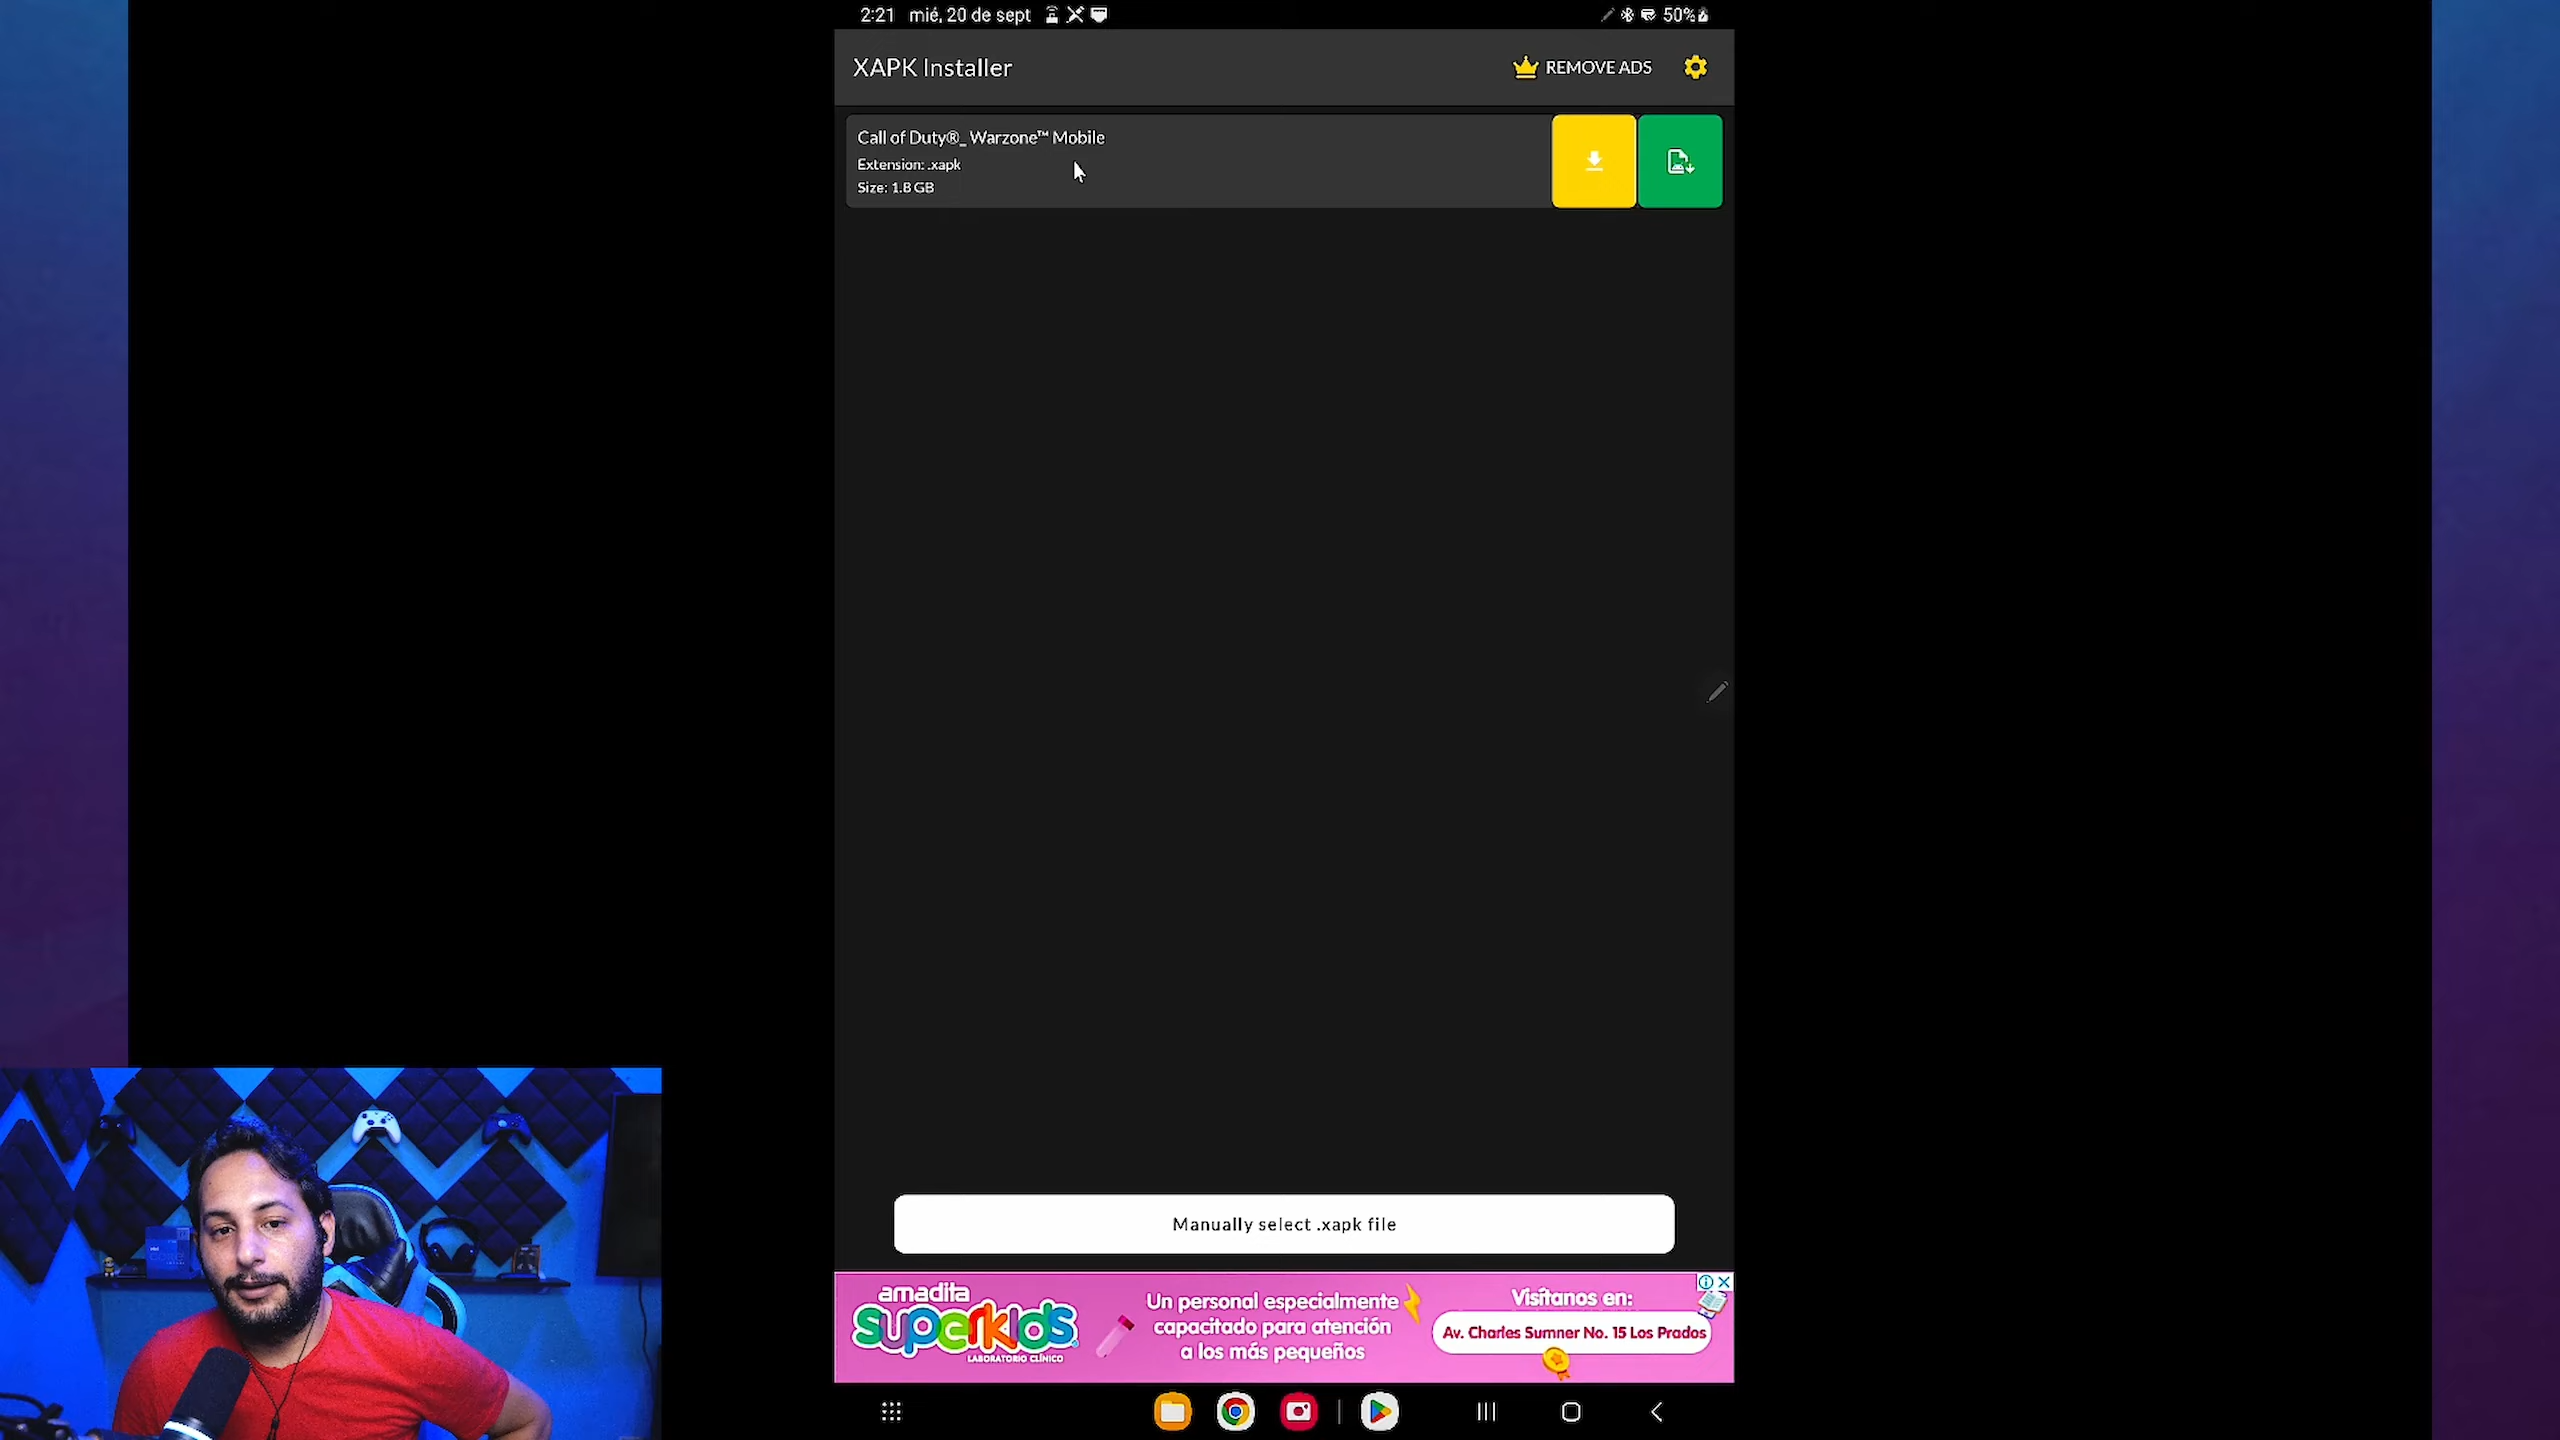 2:21 mié, 20 de sept
50%
XAPK Installer
REMOVE ADS
Call of Duty®_ Warzone™ Mobile
Extension: .xapk
Size: 1.8 GB
Manually select .xapk file
amadita
superkids
LABORATORIO CLÍNICO
Un personal especialmente
capacitado para atención
a los más pequeños
Visítanos en:
Av. Charles Sumner No. 15 Los Prados